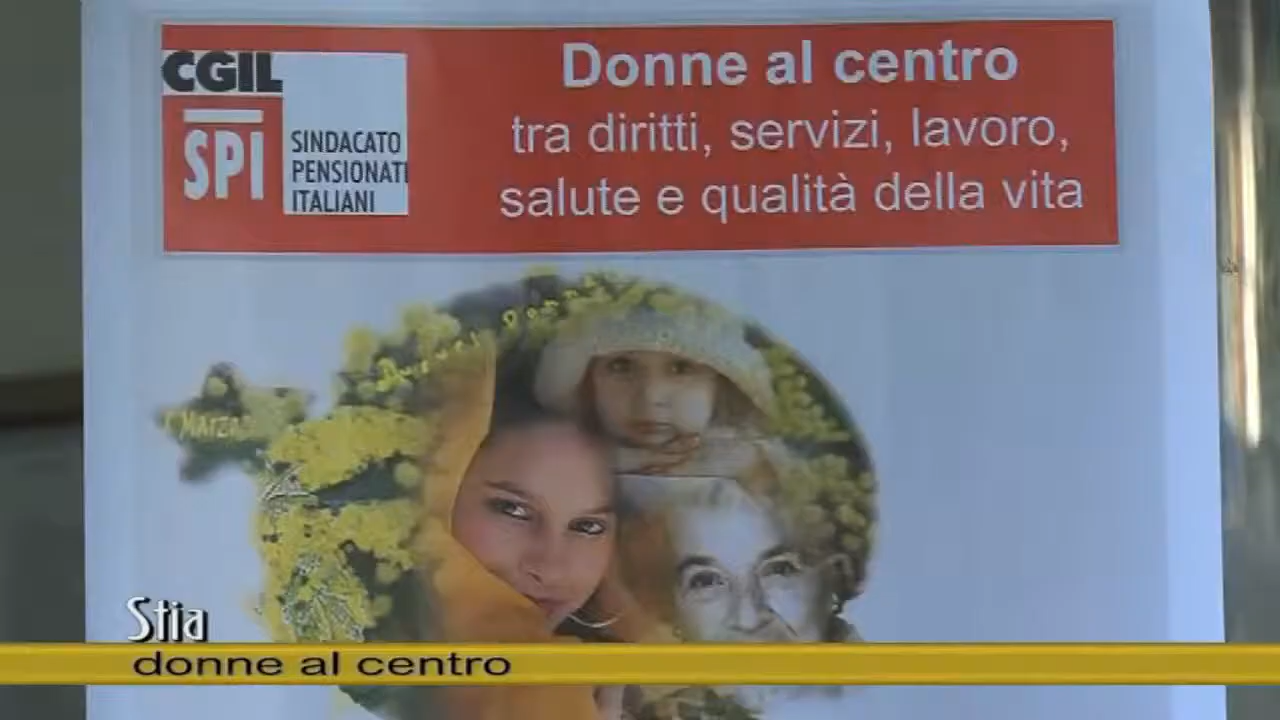 CGIL
SPI
SINDACATO
PENSIONATI
ITALIANI
Donne al centro
tra diritti, servizi, lavoro,
salute e qualità della vita
Stia
donne al centro